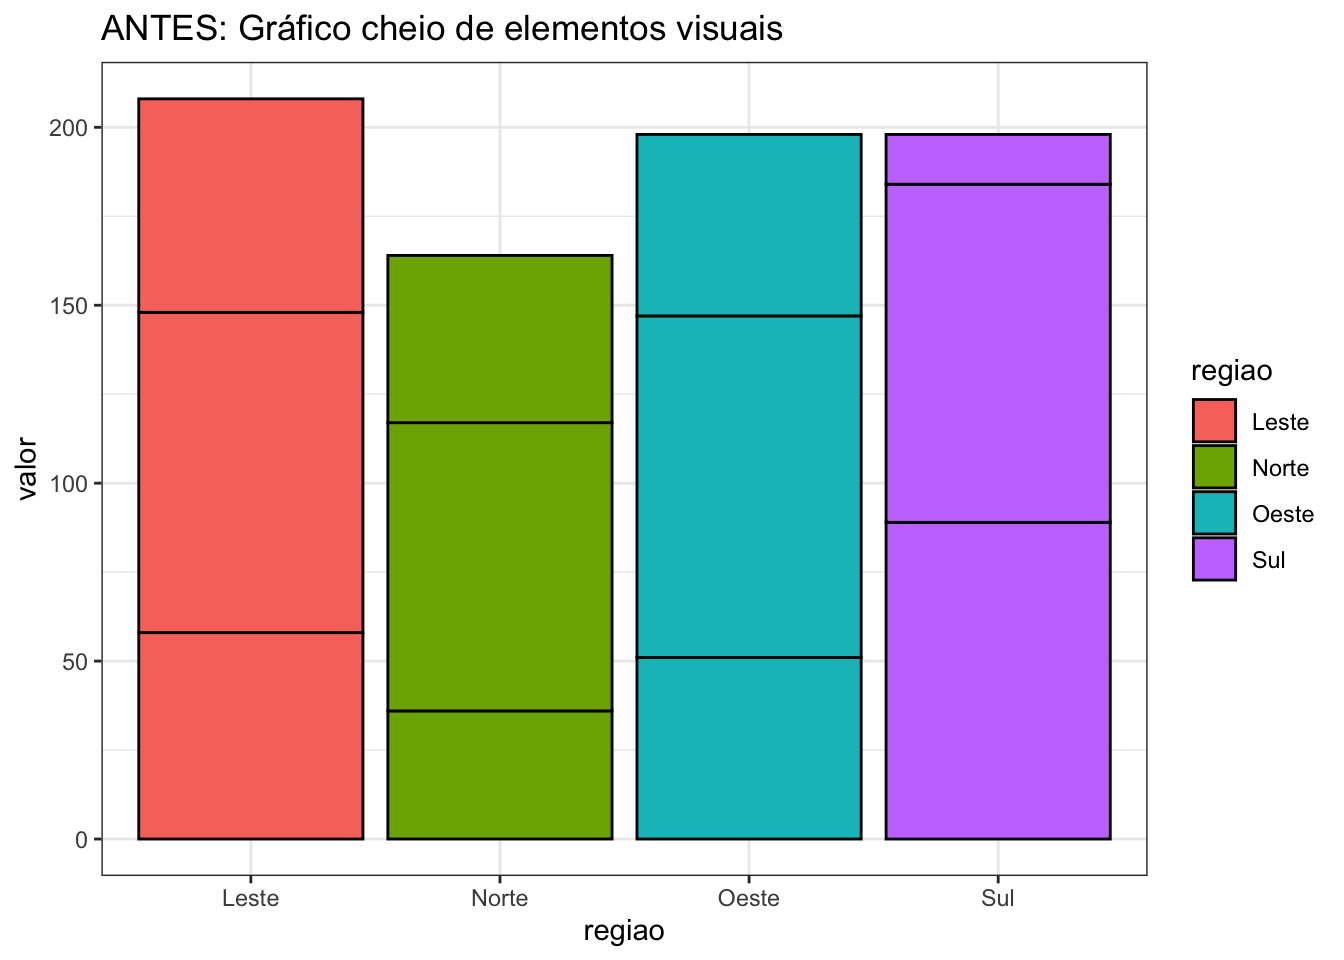 ANTES: Gráfico cheio de elementos visuais
valor
200
150
100
50
0
Leste Norte Oeste Sul
regiao
regiao
Leste
Norte
Oeste
Sul